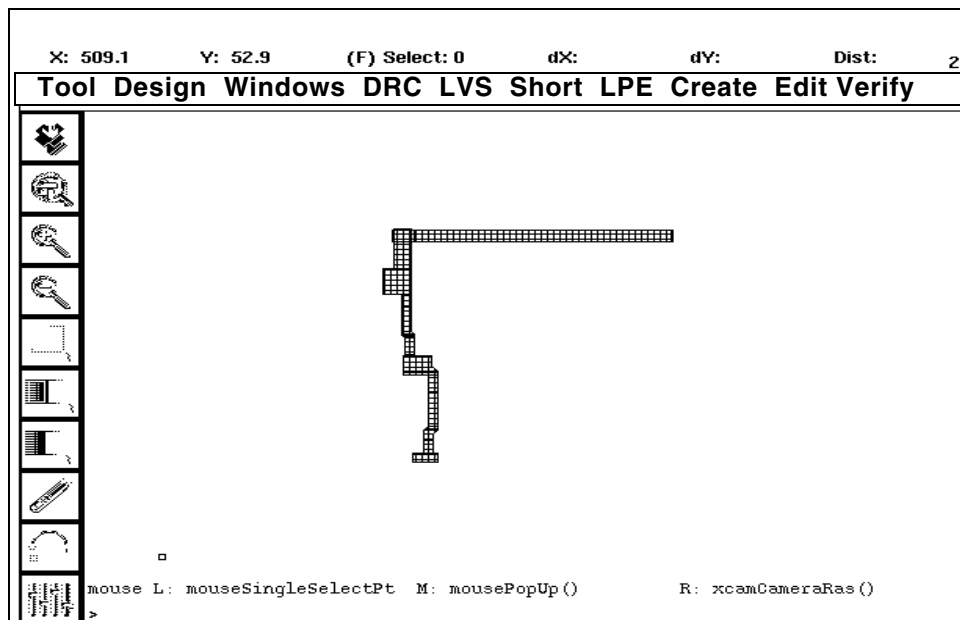 X: 509.1 Y: 52.9 (F) Select: 0 dX: dY: Dist: 2
Tool Design Windows DRC LVS Short LPE Create Edit Verify
mouse L: mouseSingleSelectPt M: mousePopUp() R: xcamCameraRas()
>